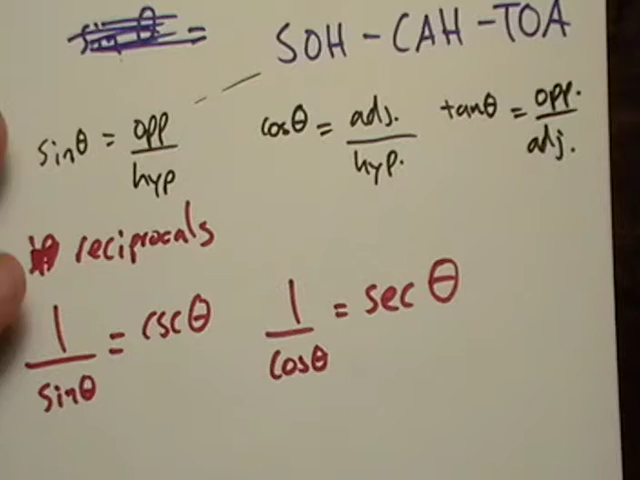 = SOH - CAH - TOA
sinθ = opp/hyp cosθ = adj./hyp. tanθ = opp./adj.
reciprocals
1/sinθ = cscθ 1/cosθ = sec θ